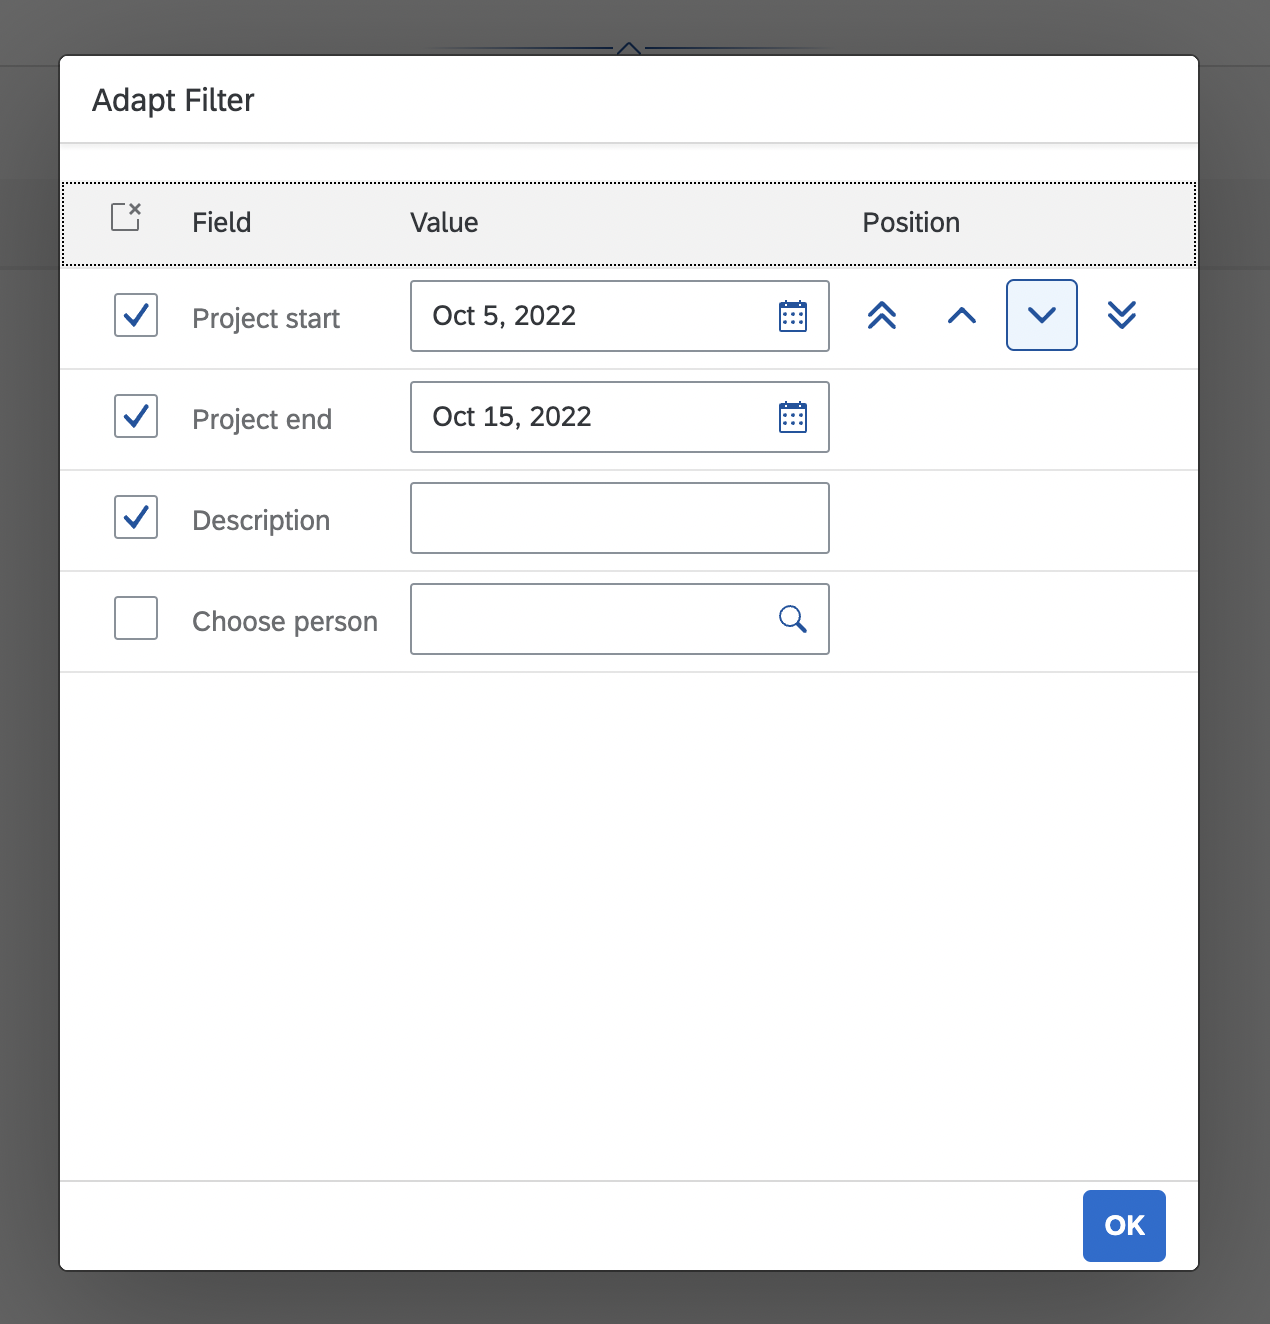 Adapt Filter
Field Value Position
Project start Oct 5, 2022
Project end Oct 15, 2022
Description
Choose person
OK